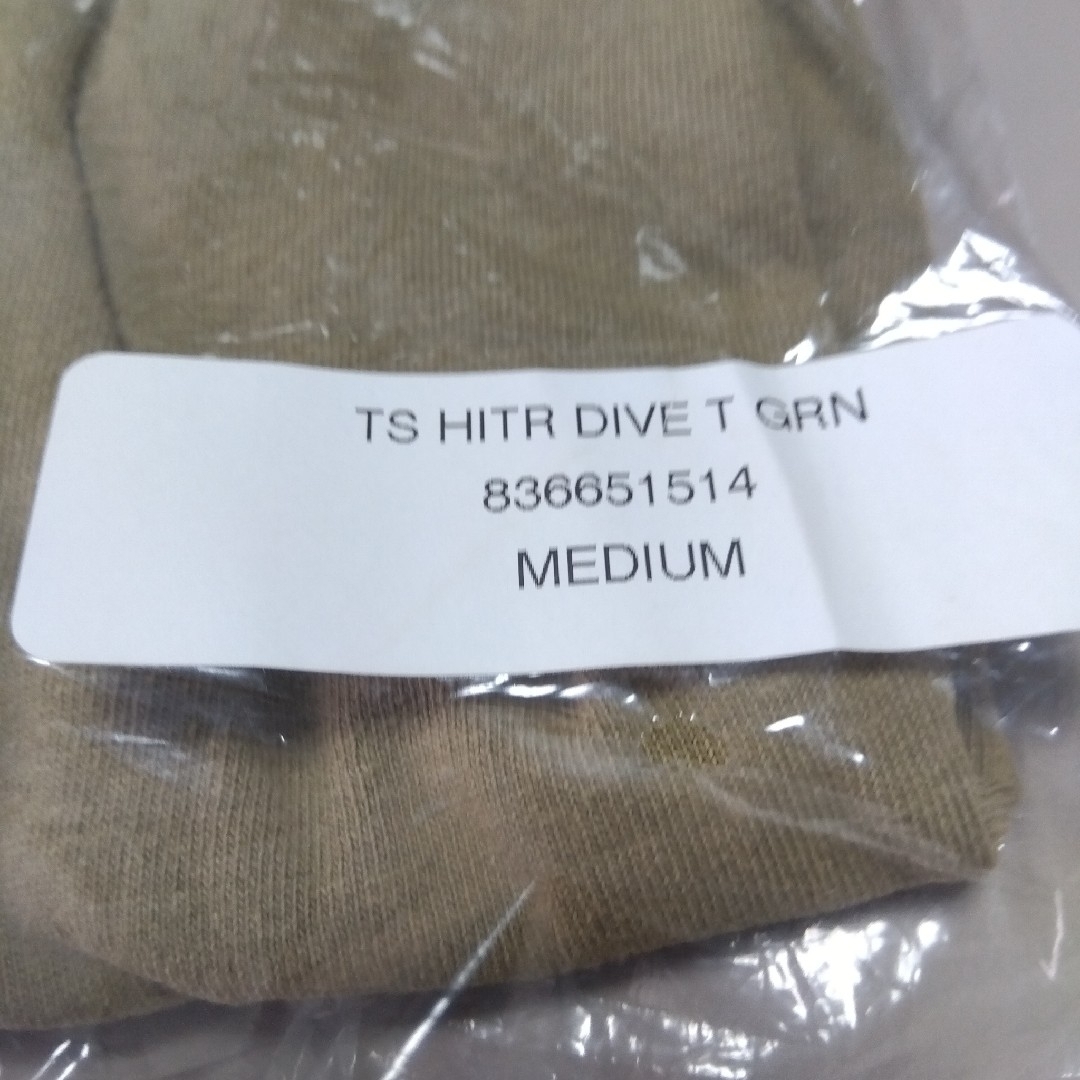 TS HITR DIVE T GRN
836651514
MEDIUM